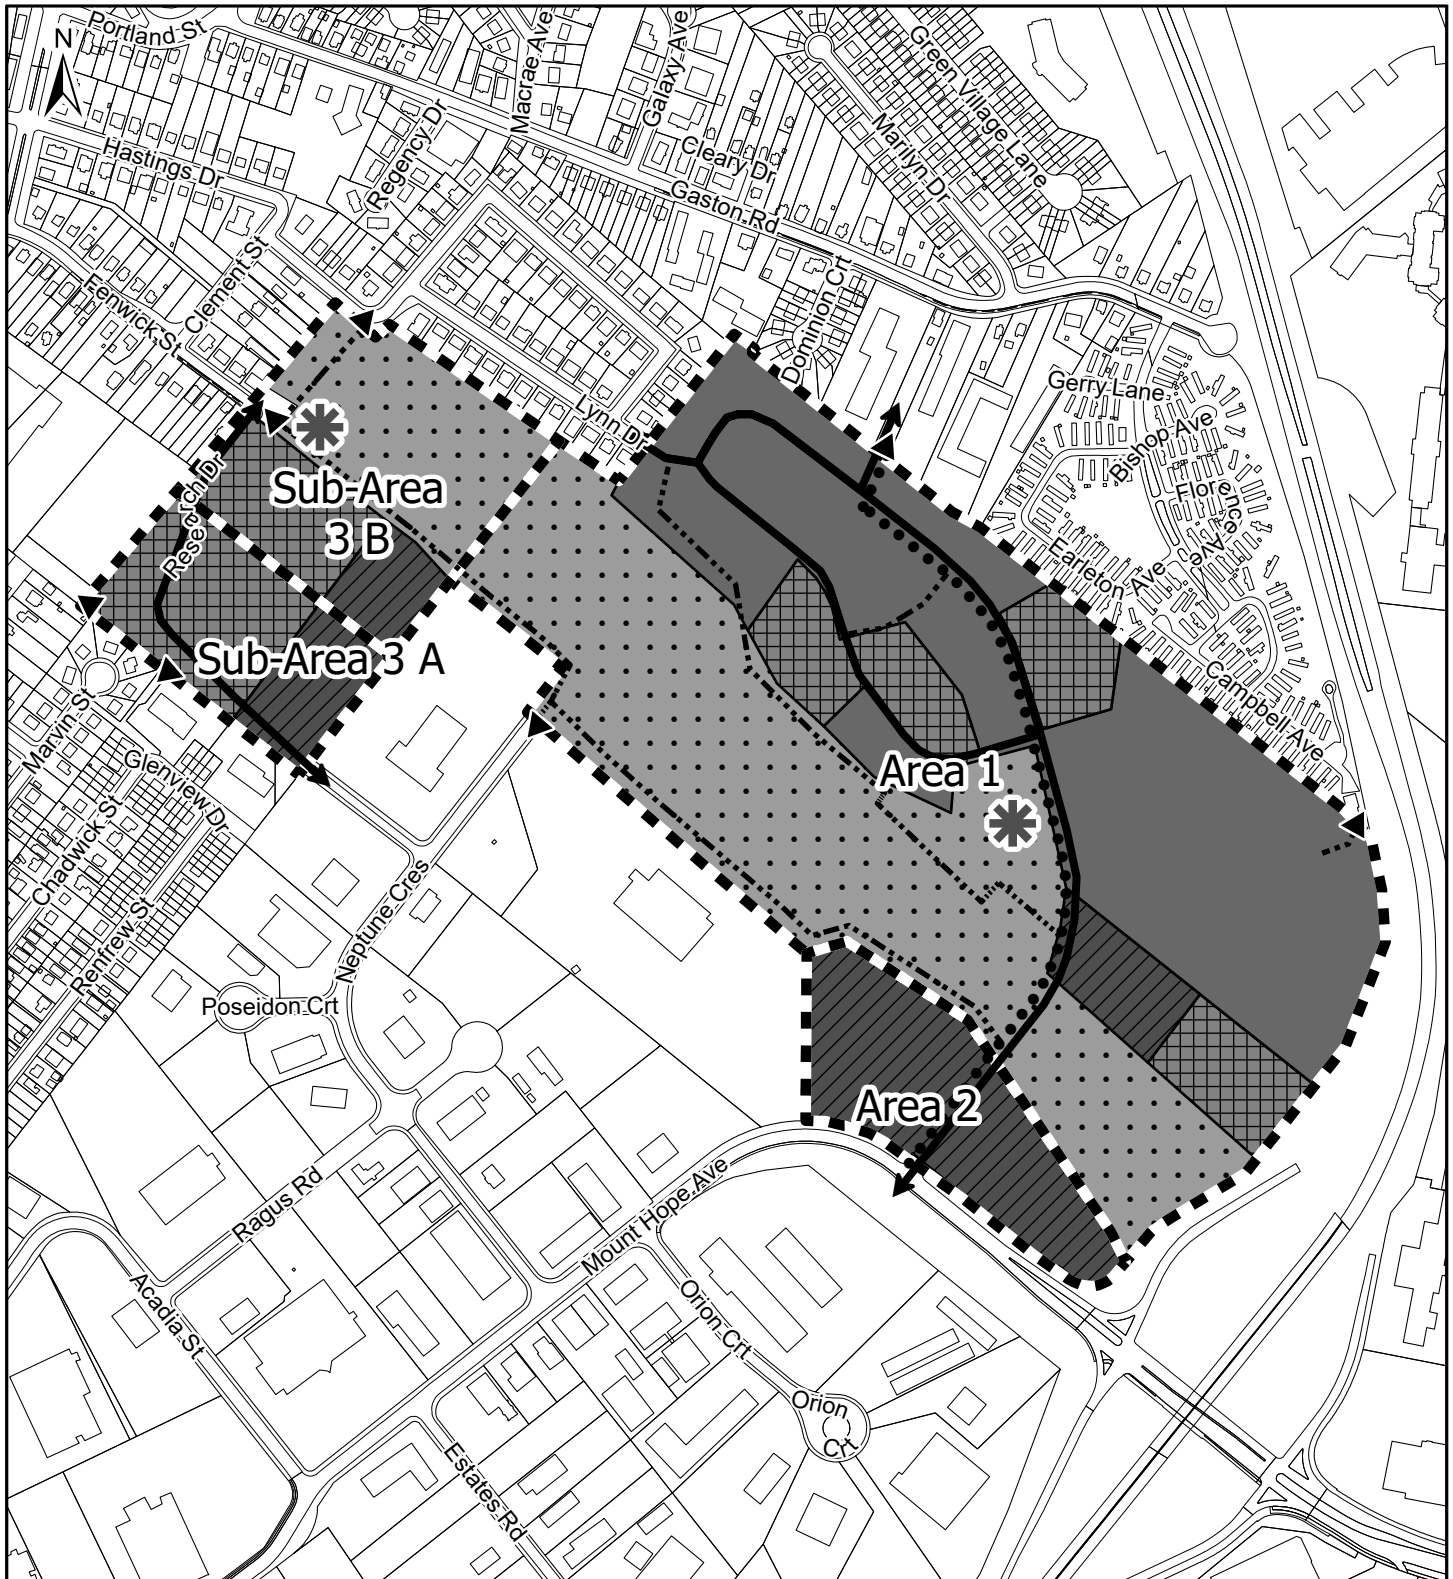 N
Portland St
Macrae Ave
Galaxy Ave
Green Village Lane
Hastings Dr
Regency Dr
Cleary Dr
Marilyn Dr
Gaston Rd
Clement St
Fenwick St
Dominion Crt
Gerry Lane
Lynn Dr
Bishop Ave
Florence
Ave
Research Dr
Sub-Area
3 B
Earleton Ave
Sub-Area 3 A
Campbell Ave
Marvin St
Glenview Dr
Area 1
Chadwick St
Renfrew St
Neptune Cres
Poseidon Crt
Area 2
Ragus Rd
Mount Hope Ave
Acadia St
Orion Crt
Orion
Crt
Estates Rd